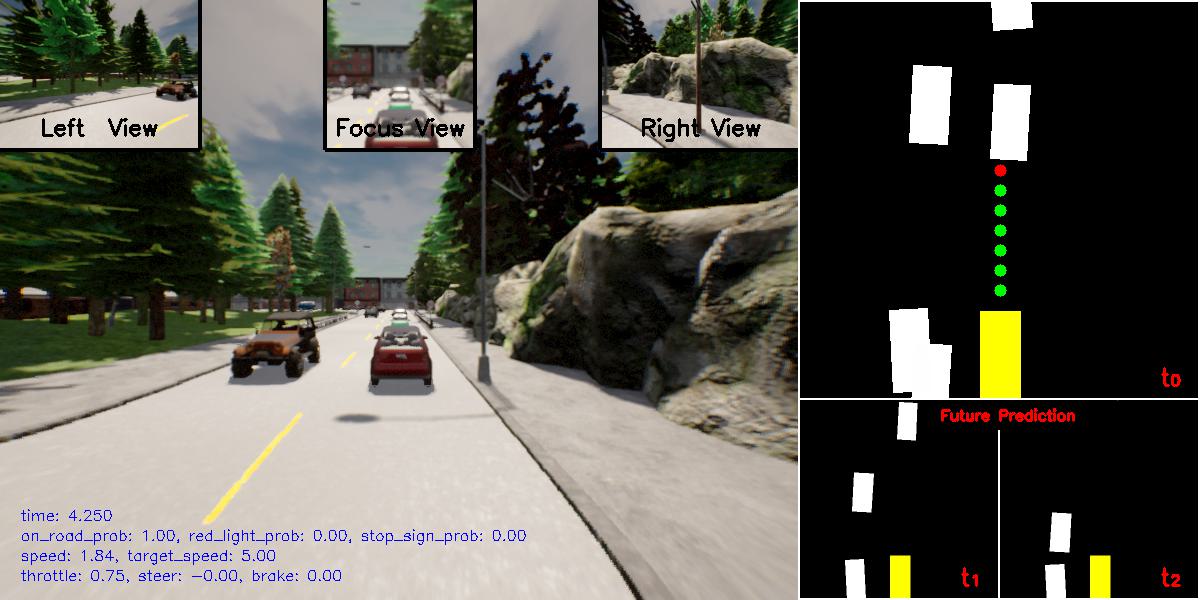 Left View
Focus View
Right View
t0
Future Prediction
t1
t2
time: 4.250
on_road_prob: 1.00, red_light_prob: 0.00, stop_sign_prob: 0.00
speed: 1.84, target_speed: 5.00
throttle: 0.75, steer: −0.00, brake: 0.00